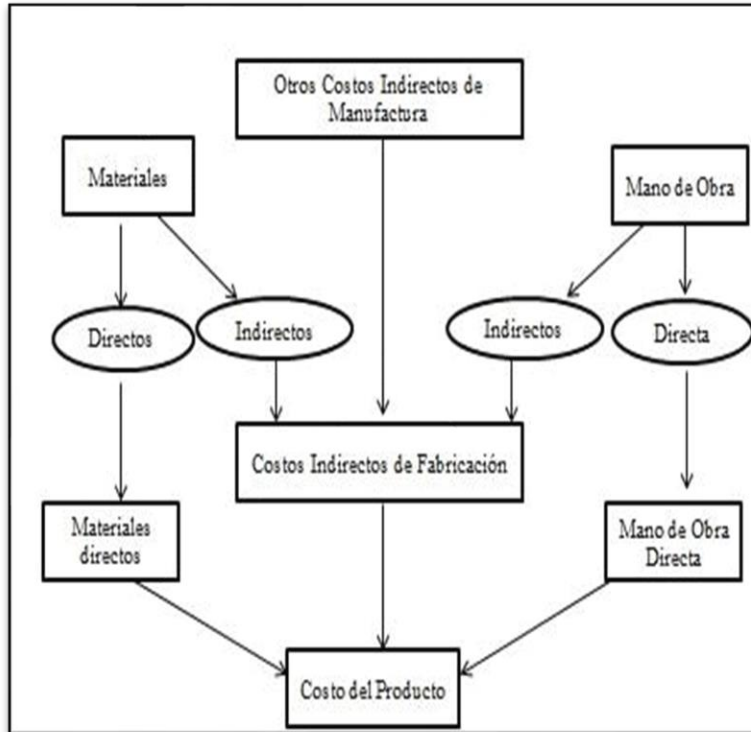 Otros Costos Indirectos de
Manufactura
Materiales
Mano de Obra
Directos
Indirectos
Indirectos
Directa
Costos Indirectos de Fabricación
Materiales
directos
Mano de Obra
Directa
Costo del Producto